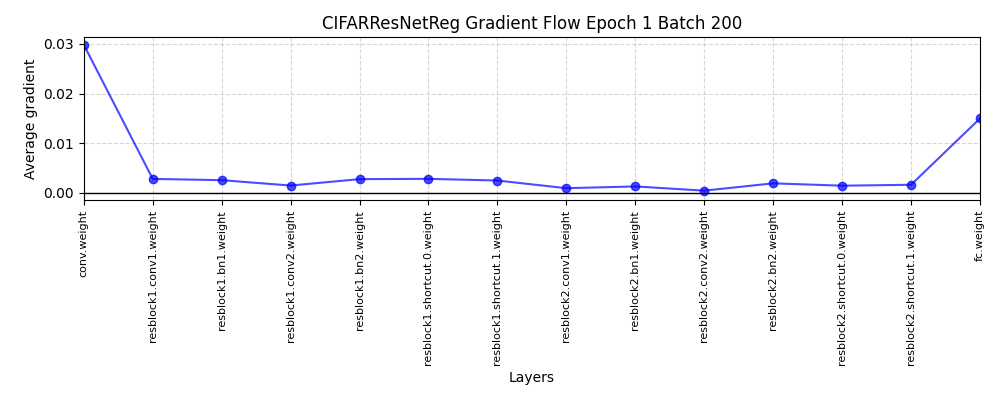 CIFARResNetReg Gradient Flow Epoch 1 Batch 200
Average gradient
0.03
0.02
0.01
0.00
conv.weight
resblock1.conv1.weight
resblock1.bn1.weight
resblock1.conv2.weight
resblock1.bn2.weight
resblock1.shortcut.0.weight
resblock1.shortcut.1.weight
resblock2.conv1.weight
resblock2.bn1.weight
resblock2.conv2.weight
resblock2.bn2.weight
resblock2.shortcut.0.weight
resblock2.shortcut.1.weight
fc.weight
Layers